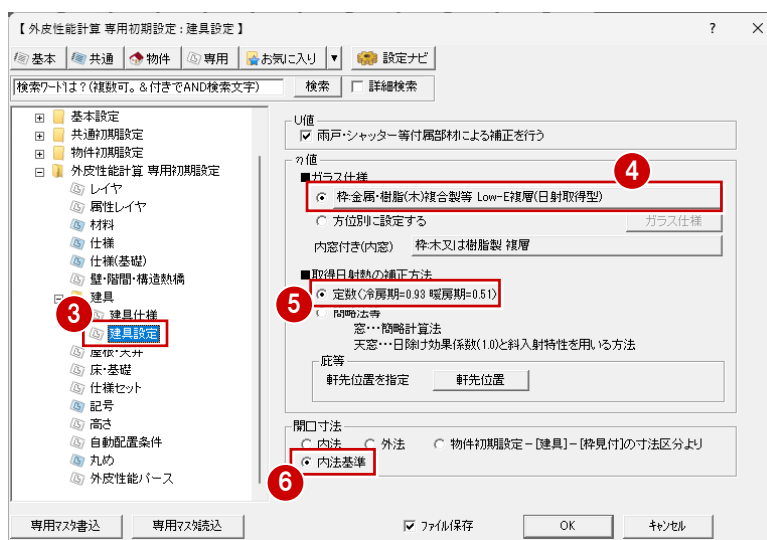 【 外皮性能計算 専用初期設定 : 建具設定 】 ? ×
基本 共通 物件 専用 お気に入り ▼ 設定ナビ
検索ワードは？(複数可。＆付きでAND検索文字) 検索 詳細検索
基本設定
共通初期設定
物件初期設定
外皮性能計算 専用初期設定
レイヤ
属性レイヤ
材料
仕様
仕様(基礎)
壁・階間・構造熱橋
建具
建具仕様
3
建具設定
屋根・天井
床・基礎
仕様セット
記号
高さ
自動配置条件
丸め
外皮性能パース
U値
雨戸・シャッター等付属部材による補正を行う
η値
■ガラス仕様
4
枠:金属・樹脂(木)複合製等 Low-E複層(日射取得型)
方位別に設定する ガラス仕様
内窓付き(内窓) 枠:木又は樹脂製 複層
■取得日射熱の補正方法
5
定数(冷房期=0.93 暖房期=0.51)
簡略法等
窓・・・簡略計算法
天窓・・・日除け効果係数(1.0)と斜入射特性を用いる方法
庇等
軒先位置を指定 軒先位置
開口寸法
内法 外法 物件初期設定－[建具]－[枠見付]の寸法区分より
内法基準
6
専用マスタ書込 専用マスタ読込 ファイル保存 OK キャンセル